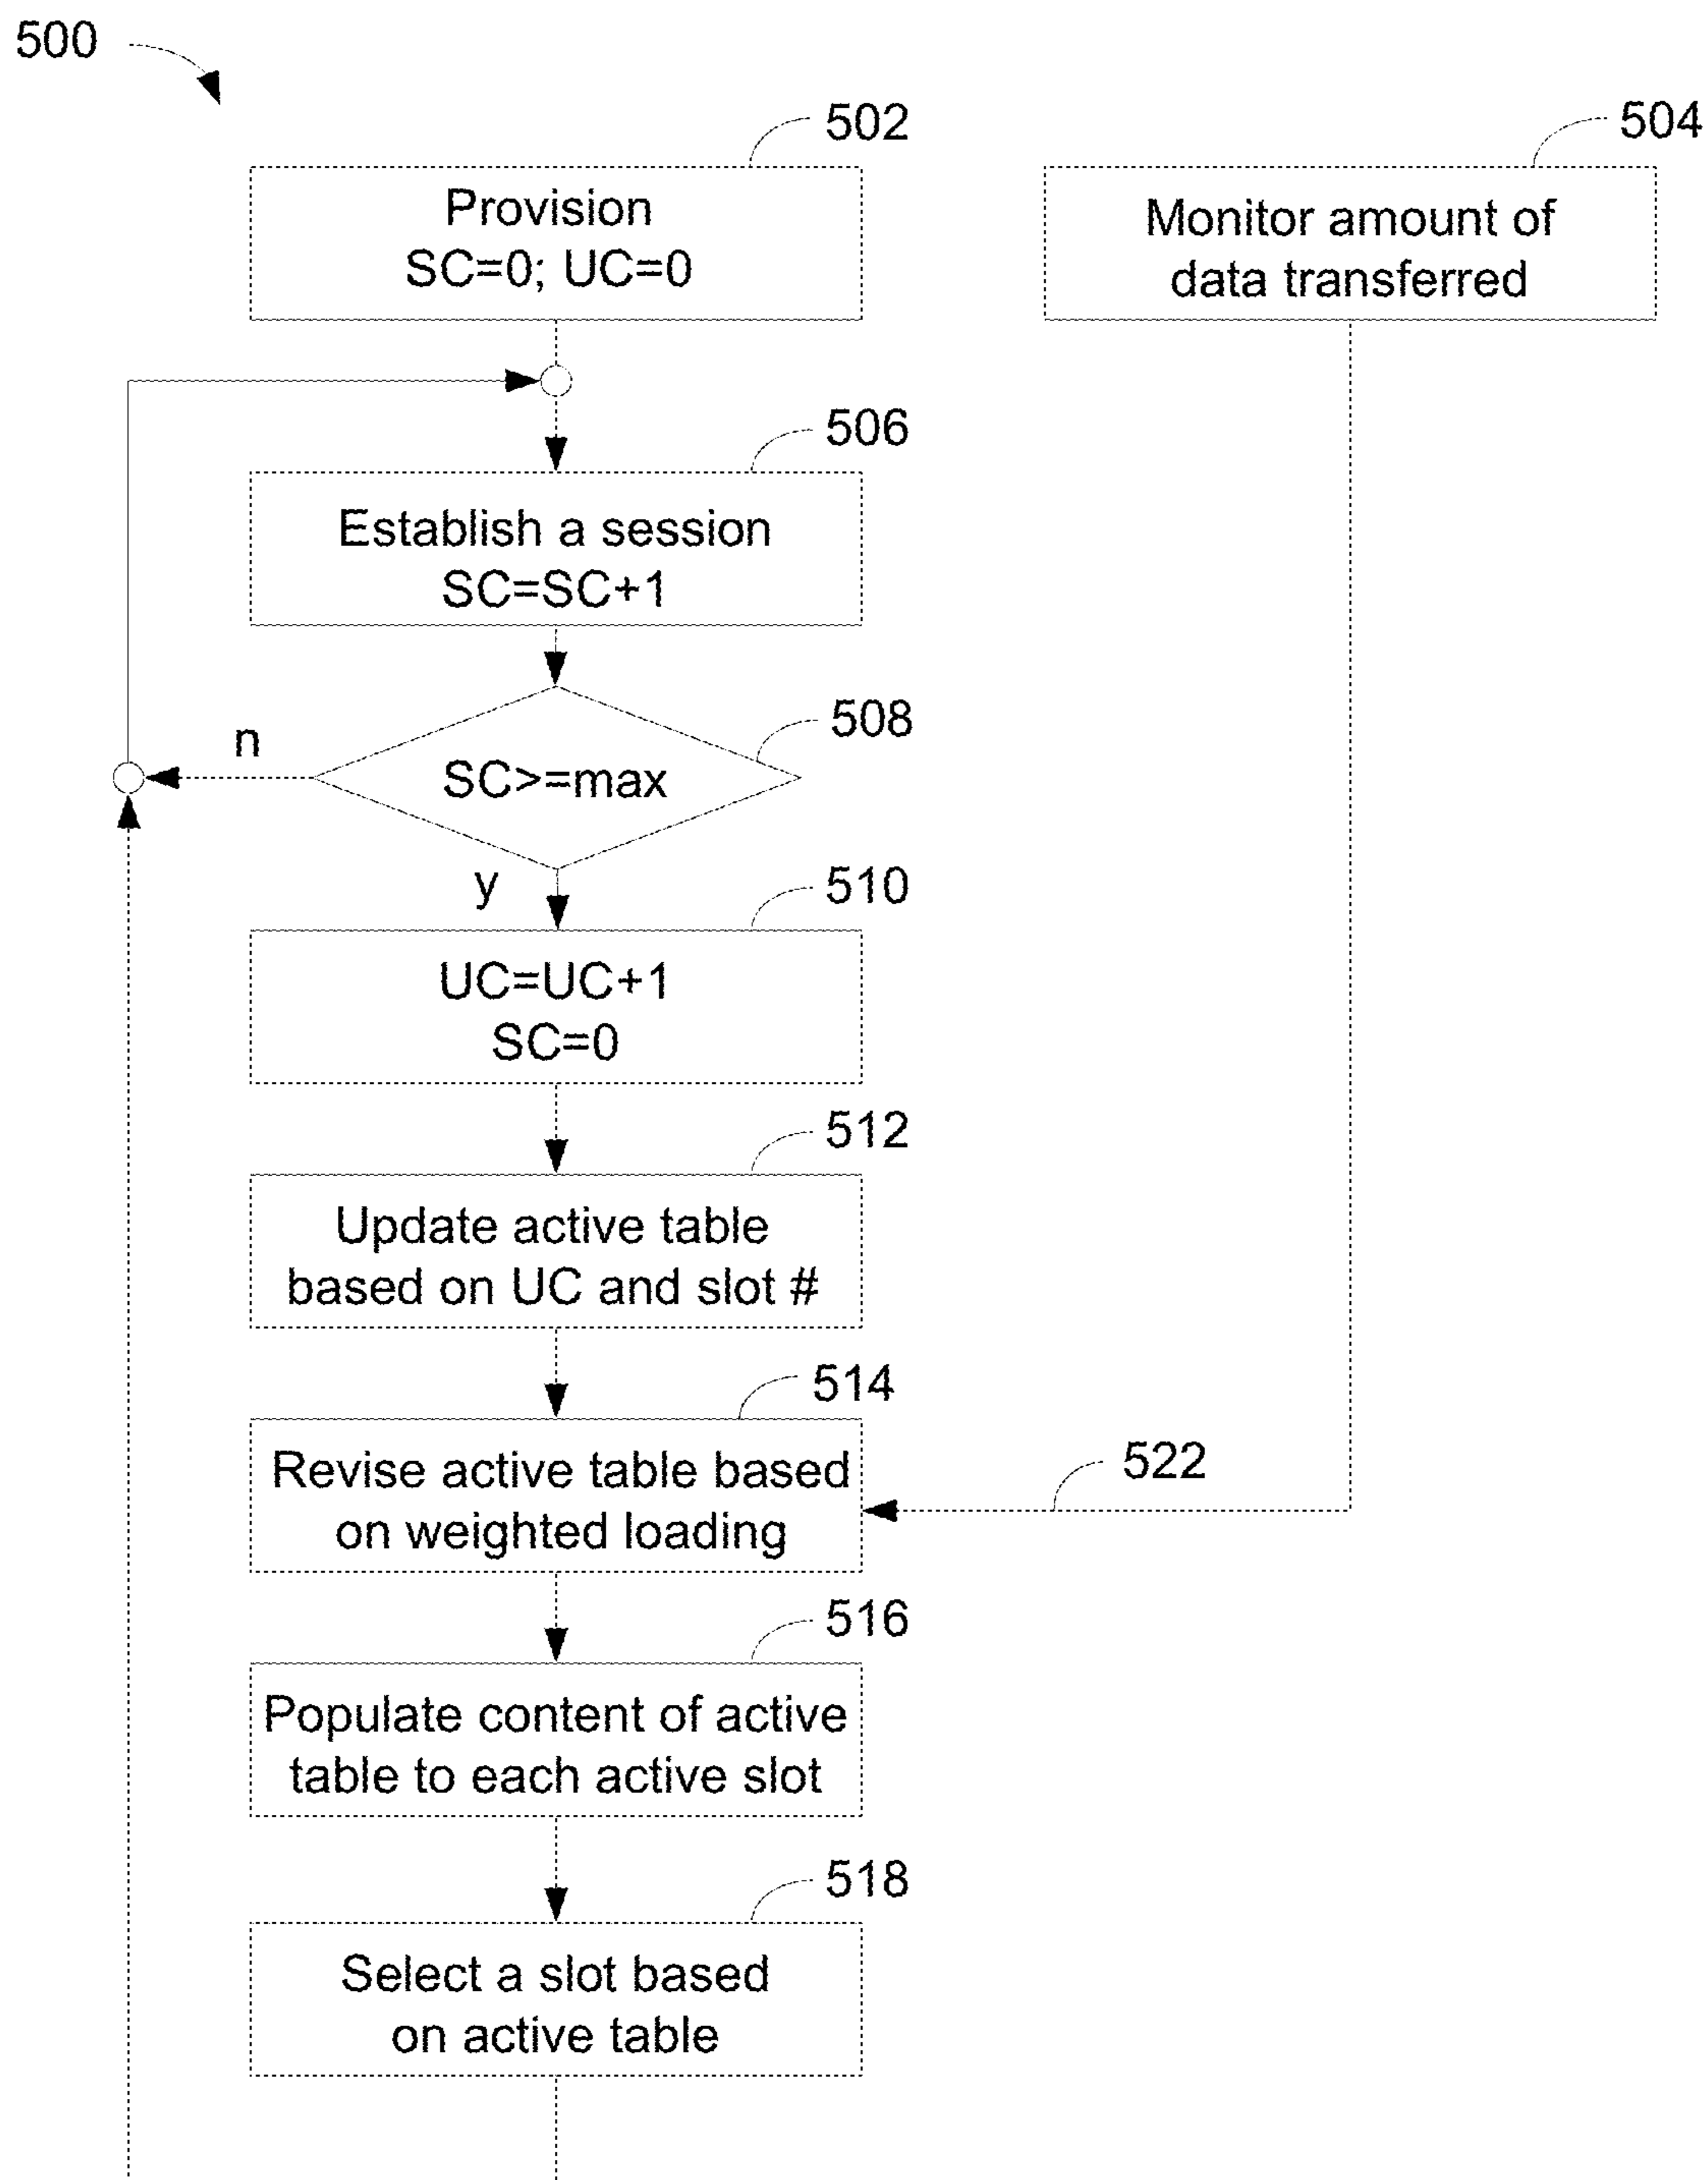 500
502
504
Provision
SC=0; UC=0
Monitor amount of
data transferred
506
Establish a session
SC=SC+1
508
n
SC>=max
y
510
UC=UC+1
SC=0
512
Update active table
based on UC and slot #
514
Revise active table based
on weighted loading
522
516
Populate content of active
table to each active slot
518
Select a slot based
on active table